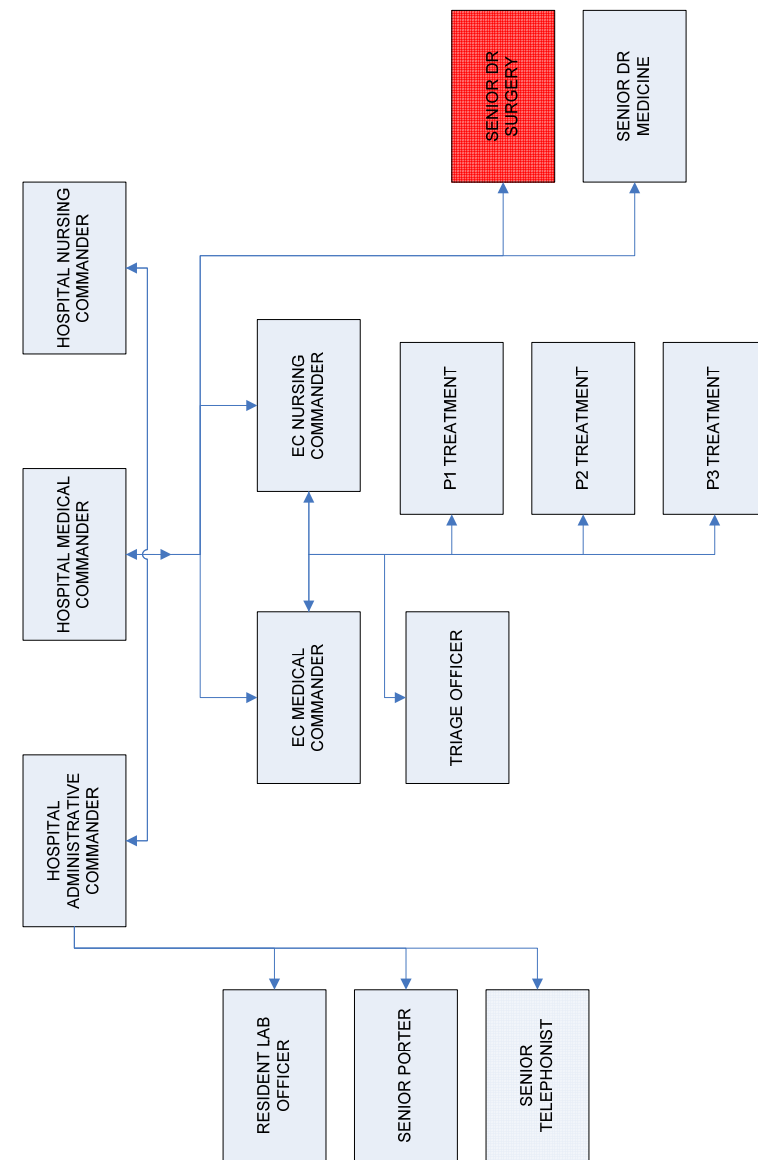 HOSPITAL
ADMINISTRATIVE
COMMANDER
HOSPITAL MEDICAL
COMMANDER
HOSPITAL NURSING
COMMANDER
RESIDENT LAB
OFFICER
SENIOR PORTER
SENIOR
TELEPHONIST
EC MEDICAL
COMMANDER
EC NURSING
COMMANDER
TRIAGE OFFICER
P1 TREATMENT
P2 TREATMENT
P3 TREATMENT
SENIOR DR
SURGERY
SENIOR DR
MEDICINE